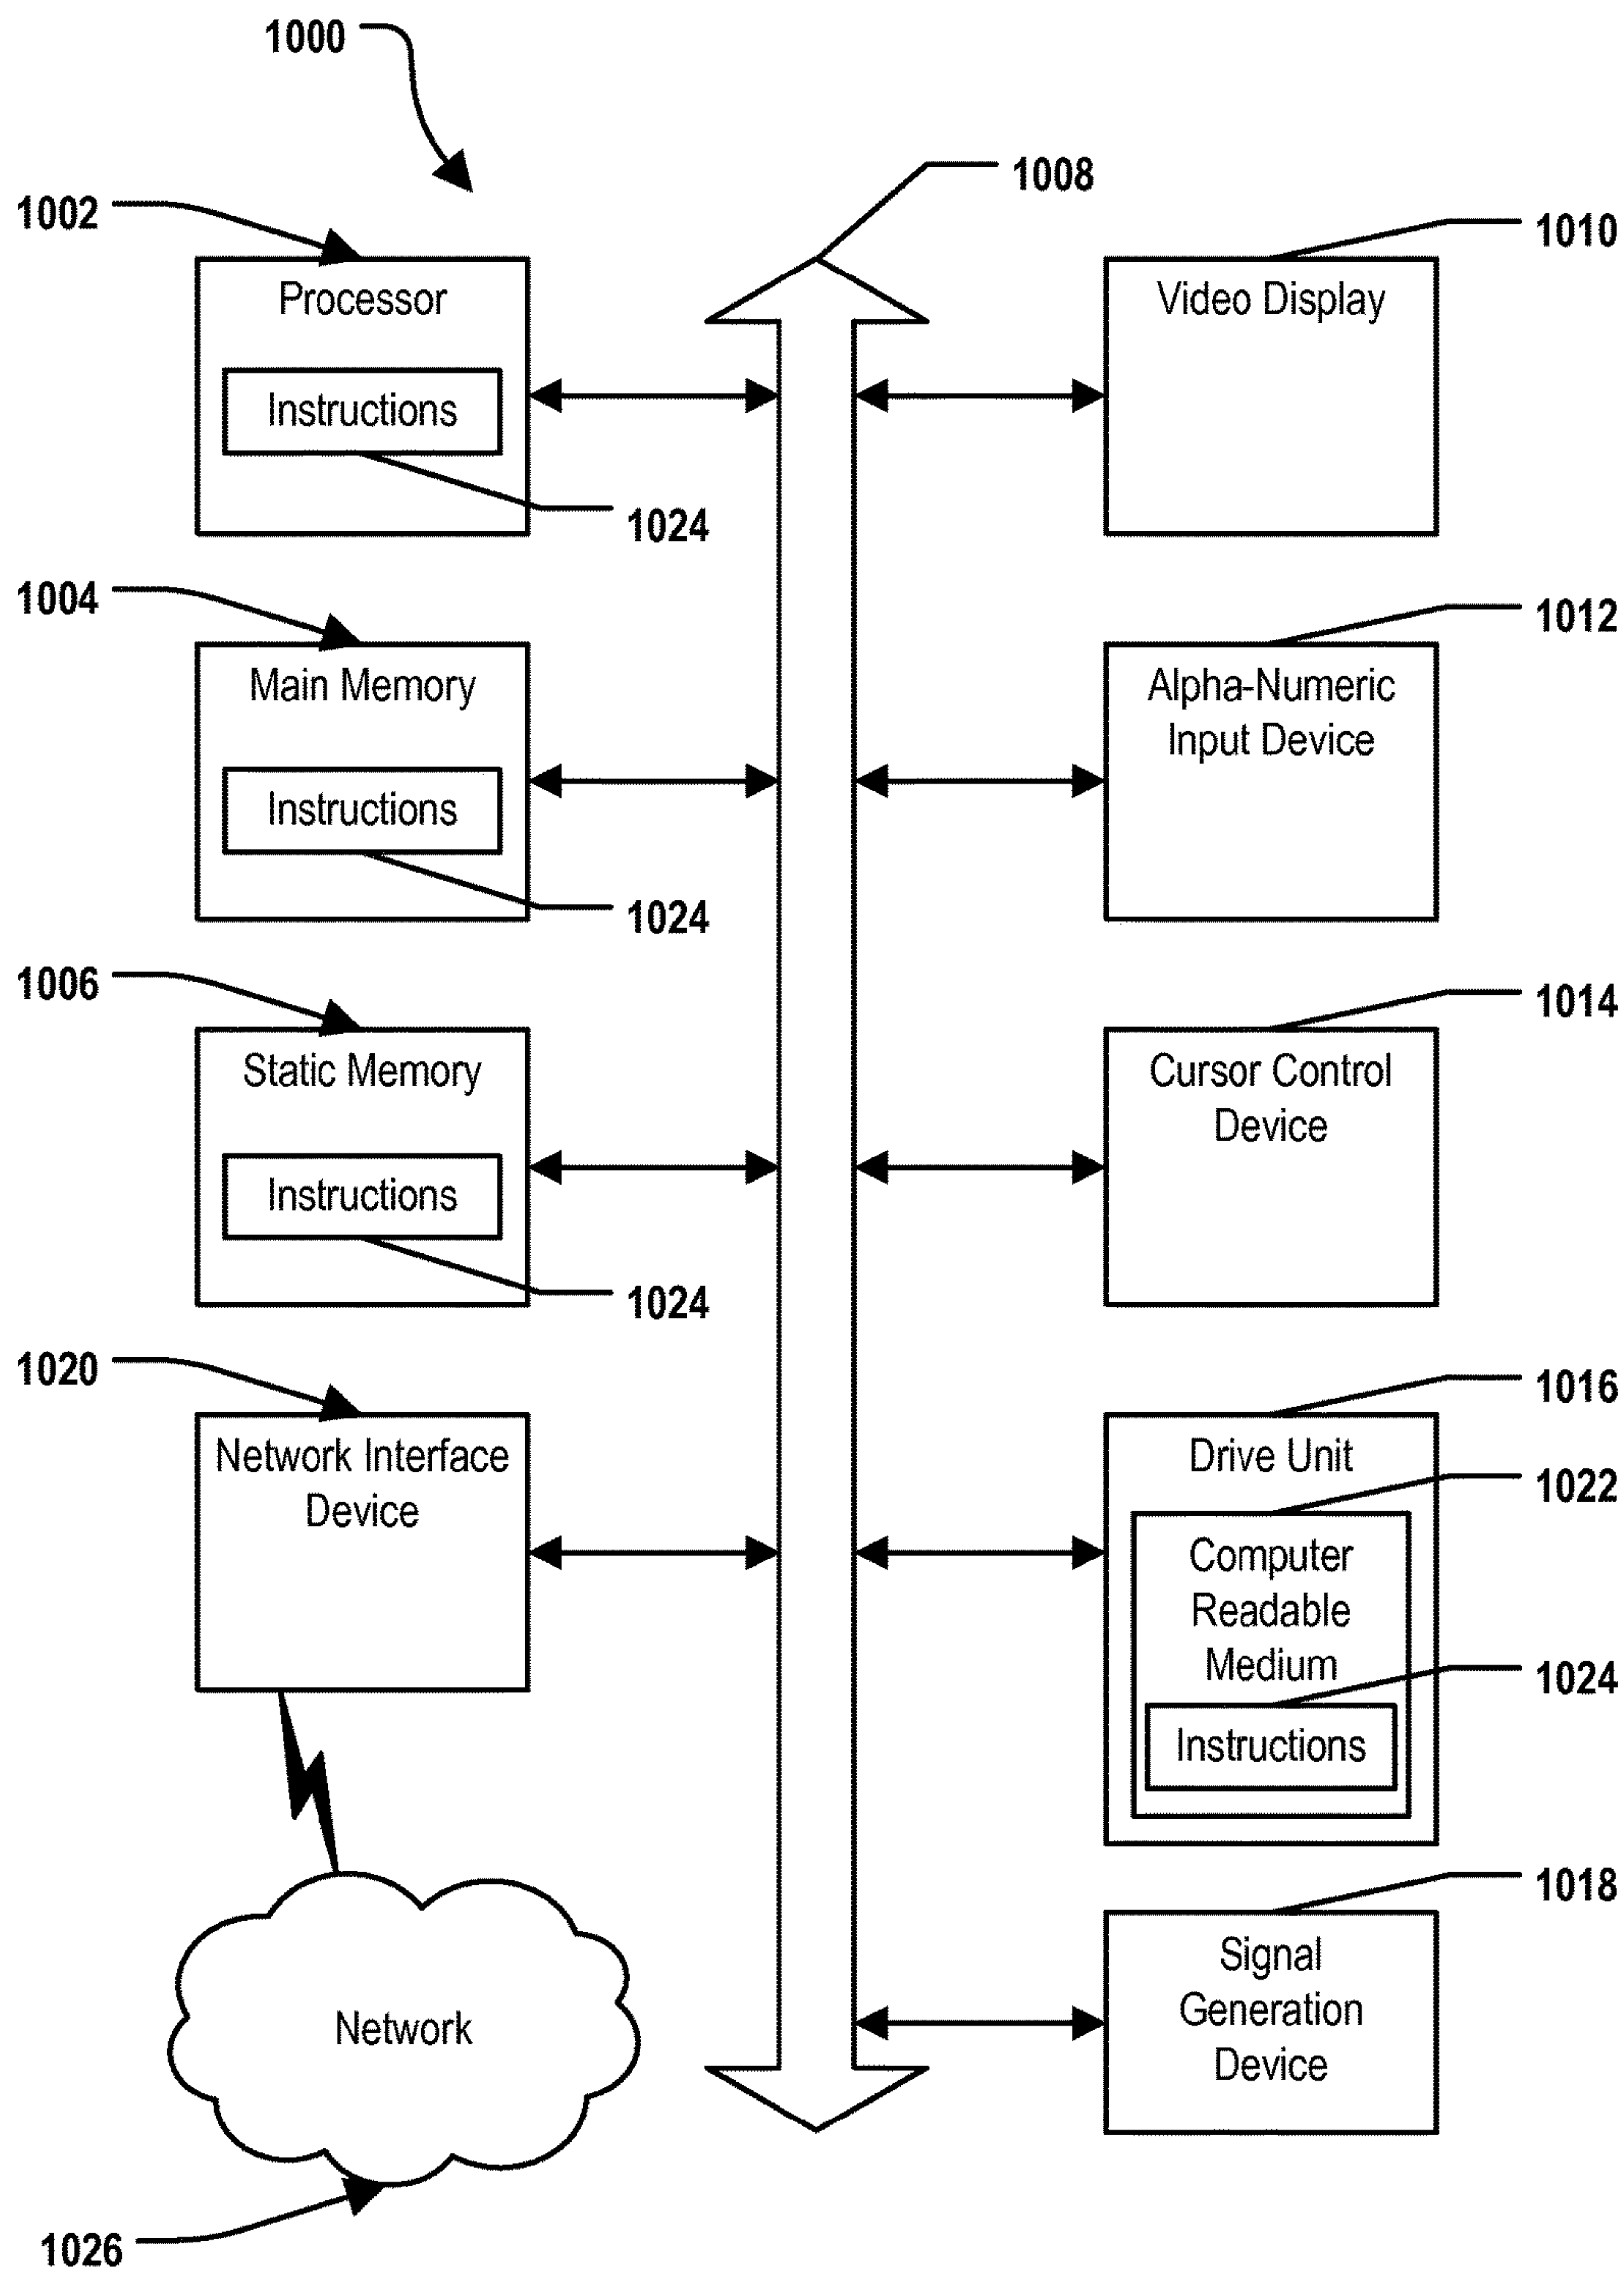 1000
1008
1002
1010
Processor
Video Display
Instructions
1024
1004
1012
Main Memory
Alpha-Numeric
Input Device
Instructions
1024
1006
1014
Static Memory
Cursor Control
Device
Instructions
1024
1020
1016
Network Interface
Device
Drive Unit
1022
Computer
Readable
Medium
1024
Instructions
1018
Signal
Generation
Device
Network
1026